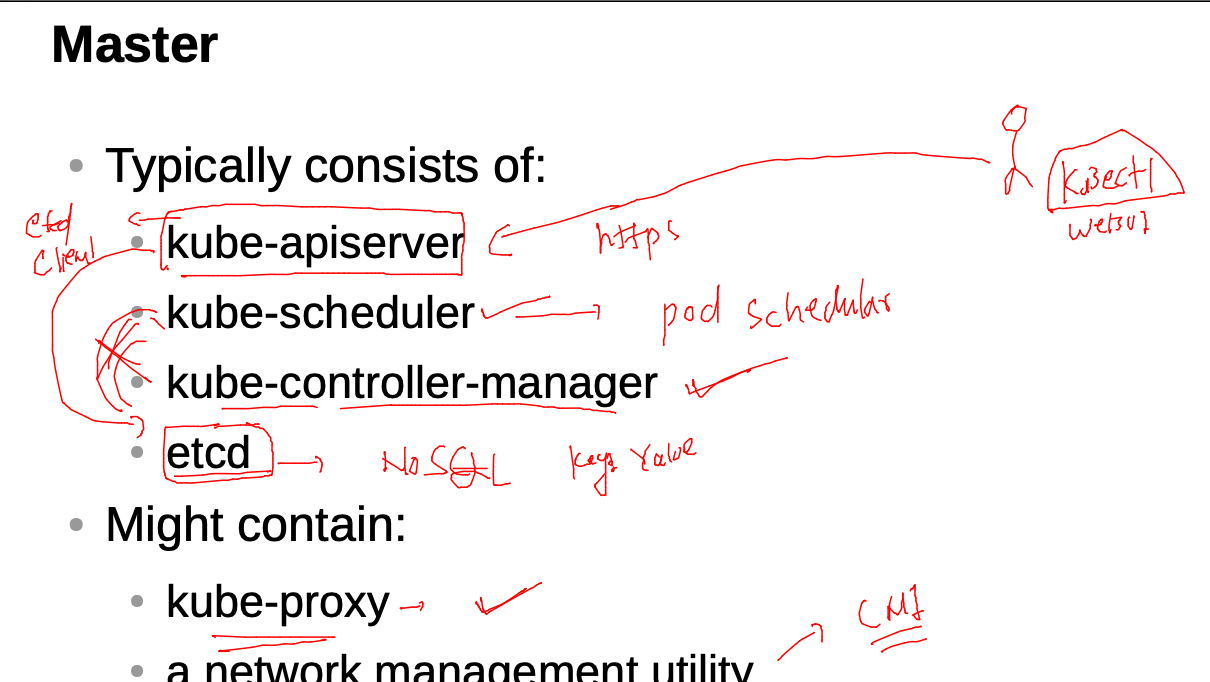 Master
Typically consists of:
kubectl
etcd
client
kube-apiserver
https
WebUI
kube-scheduler
pod schedular
kube-controller-manager
etcd
NoSQL
Key Value
Might contain:
kube-proxy
CNI
a network management utility